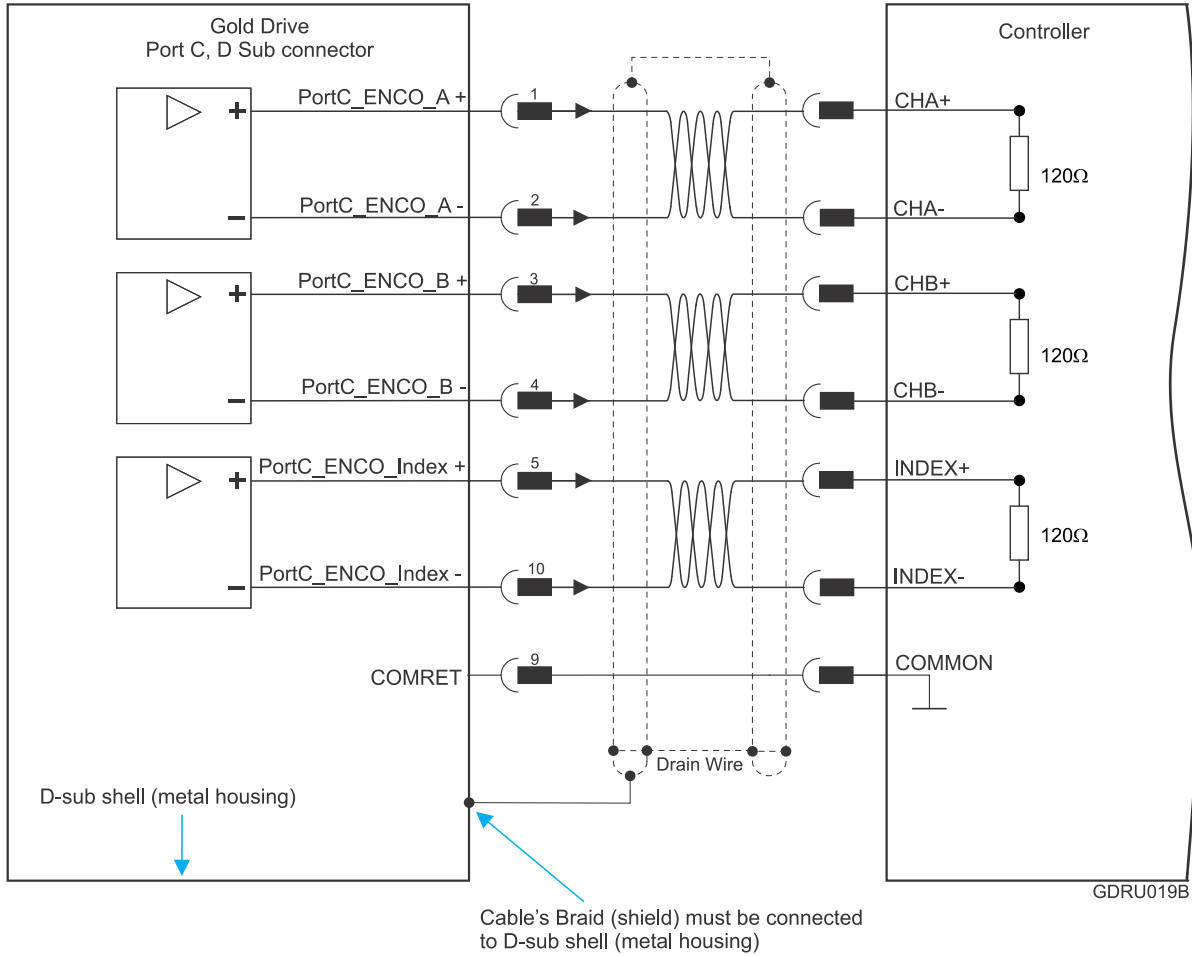 Gold Drive
Port C, D Sub connector
Controller
PortC_ENCO_A +
1
CHA+
120Ω
PortC_ENCO_A -
2
CHA-
PortC_ENCO_B +
3
CHB+
120Ω
PortC_ENCO_B -
4
CHB-
PortC_ENCO_Index +
5
INDEX+
120Ω
PortC_ENCO_Index -
10
INDEX-
COMRET
9
COMMON
Drain Wire
D-sub shell (metal housing)
GDRU019B
Cable's Braid (shield) must be connected
to D-sub shell (metal housing)